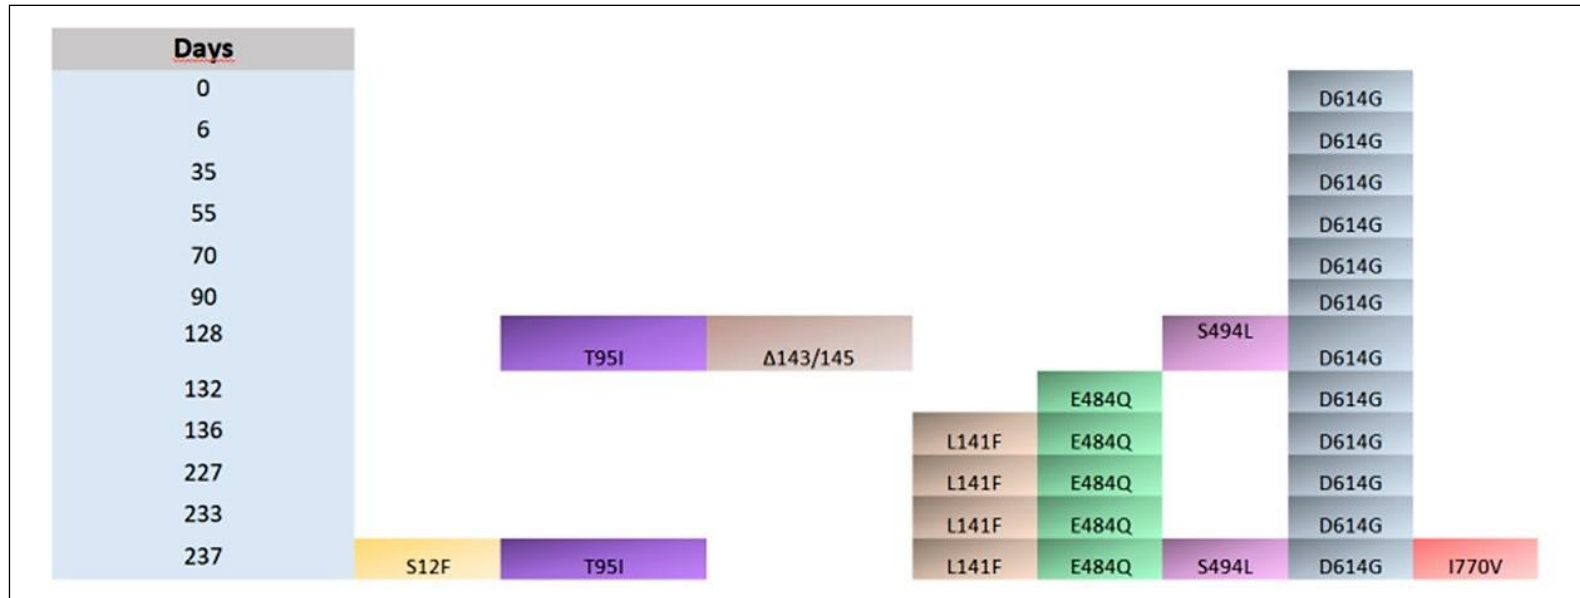 Days
0 D614G
6 D614G
35 D614G
55 D614G
70 D614G
90 D614G
128 T95I Δ143/145 S494L D614G
132 E484Q D614G
136 L141F E484Q D614G
227 L141F E484Q D614G
233 L141F E484Q D614G
237 S12F T95I L141F E484Q S494L D614G I770V